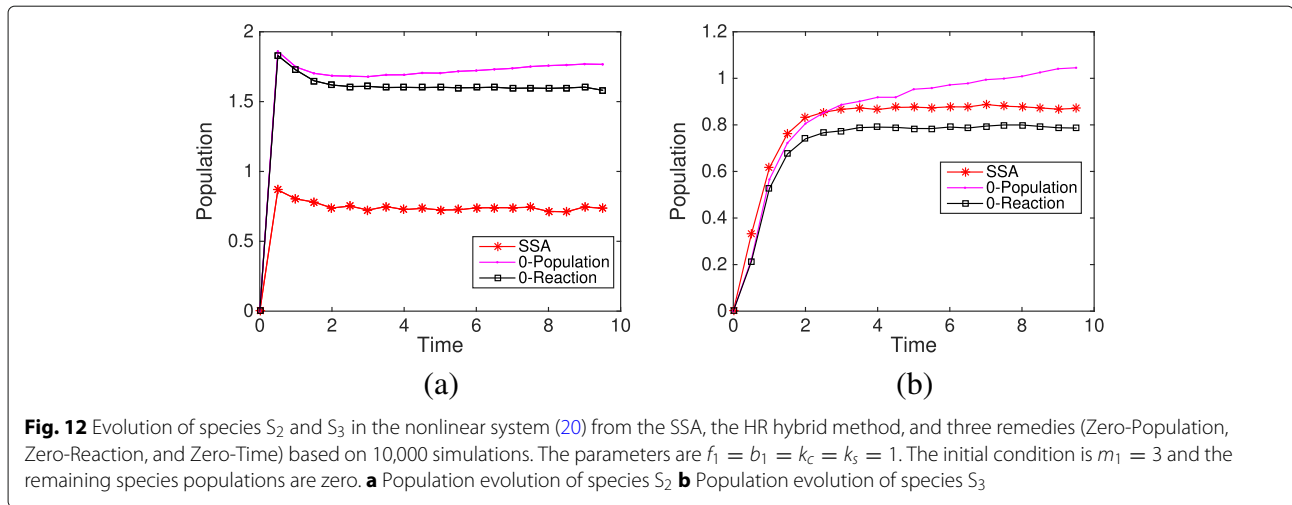 2
1.5
1
0.5
0
Population
0 2 4 6 8 10
Time
SSA
0-Population
0-Reaction
(a)
1.2
1
0.8
0.6
0.4
0.2
0
Population
0 2 4 6 8 10
Time
SSA
0-Population
0-Reaction
(b)
Fig. 12 Evolution of species S₂ and S₃ in the nonlinear system (20) from the SSA, the HR hybrid method, and three remedies (Zero-Population,
Zero-Reaction, and Zero-Time) based on 10,000 simulations. The parameters are f₁ = b₁ = k_c = k_s = 1. The initial condition is m₁ = 3 and the
remaining species populations are zero. a Population evolution of species S₂ b Population evolution of species S₃